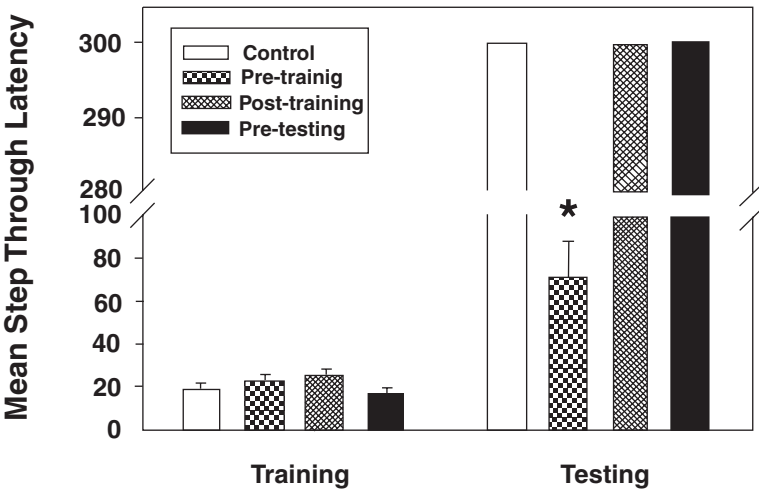 Mean Step Through Latency
300
290
280
100
80
60
40
20
0
Control
Pre-trainig
Post-training
Pre-testing
*
Training
Testing